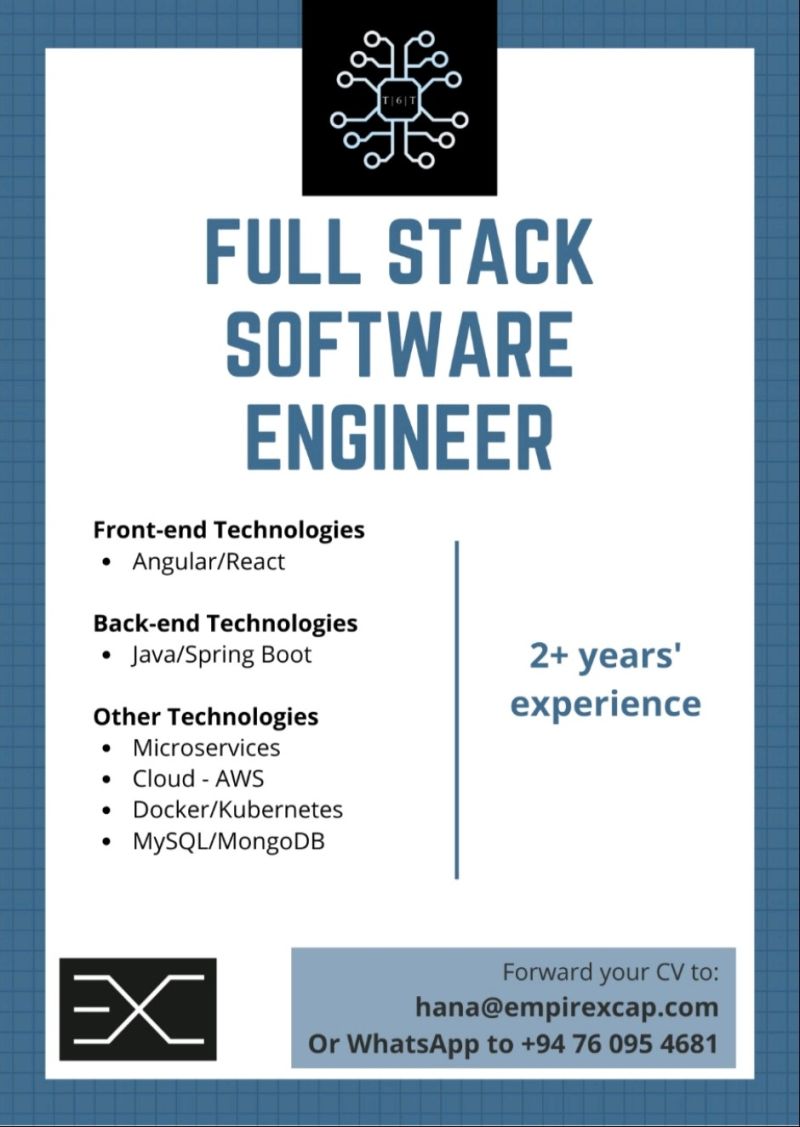 T|6|T
FULL STACK
SOFTWARE
ENGINEER
Front-end Technologies
• Angular/React
Back-end Technologies
• Java/Spring Boot
Other Technologies
• Microservices
• Cloud - AWS
• Docker/Kubernetes
• MySQL/MongoDB
2+ years'
experience
EX
Forward your CV to:
hana@empirexcap.com
Or WhatsApp to +94 76 095 4681